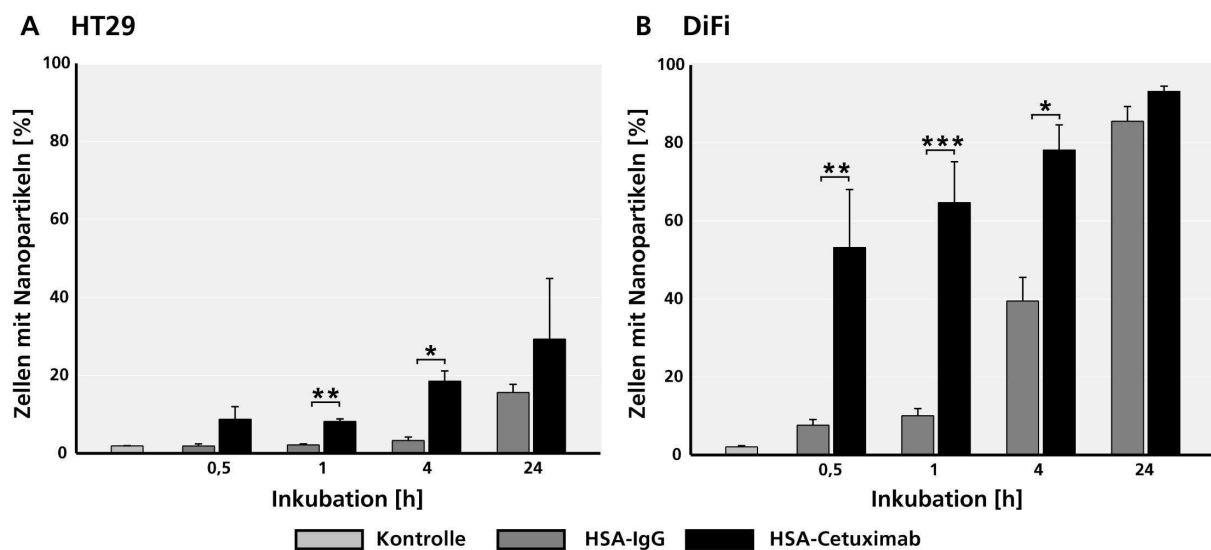 A HT29
Zellen mit Nanopartikeln [%]
100
80
60
40
20
0
**
*
0,5 1 4 24
Inkubation [h]
B DiFi
Zellen mit Nanopartikeln [%]
100
80
60
40
20
0
**
***
*
0,5 1 4 24
Inkubation [h]
Kontrolle HSA-IgG HSA-Cetuximab